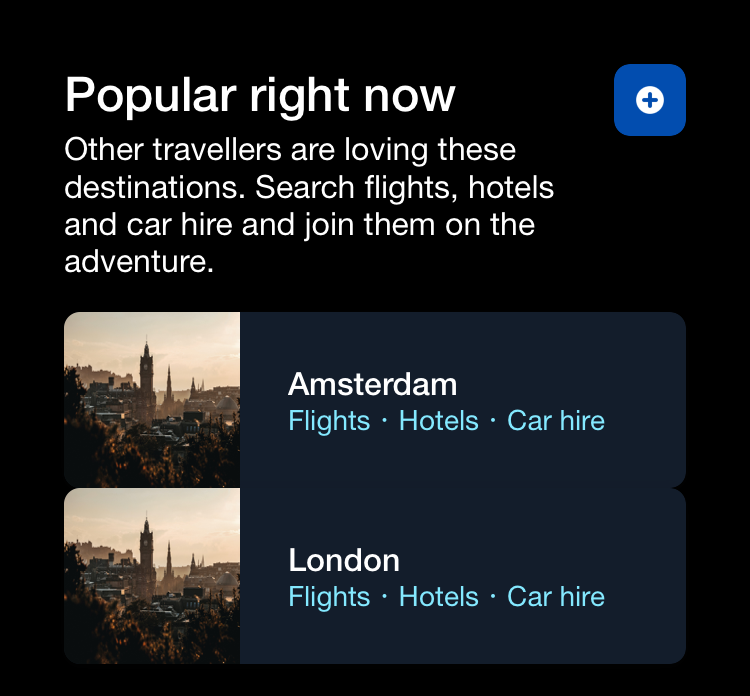 Popular right now
Other travellers are loving these
destinations. Search flights, hotels
and car hire and join them on the
adventure.
Amsterdam
Flights · Hotels · Car hire
London
Flights · Hotels · Car hire